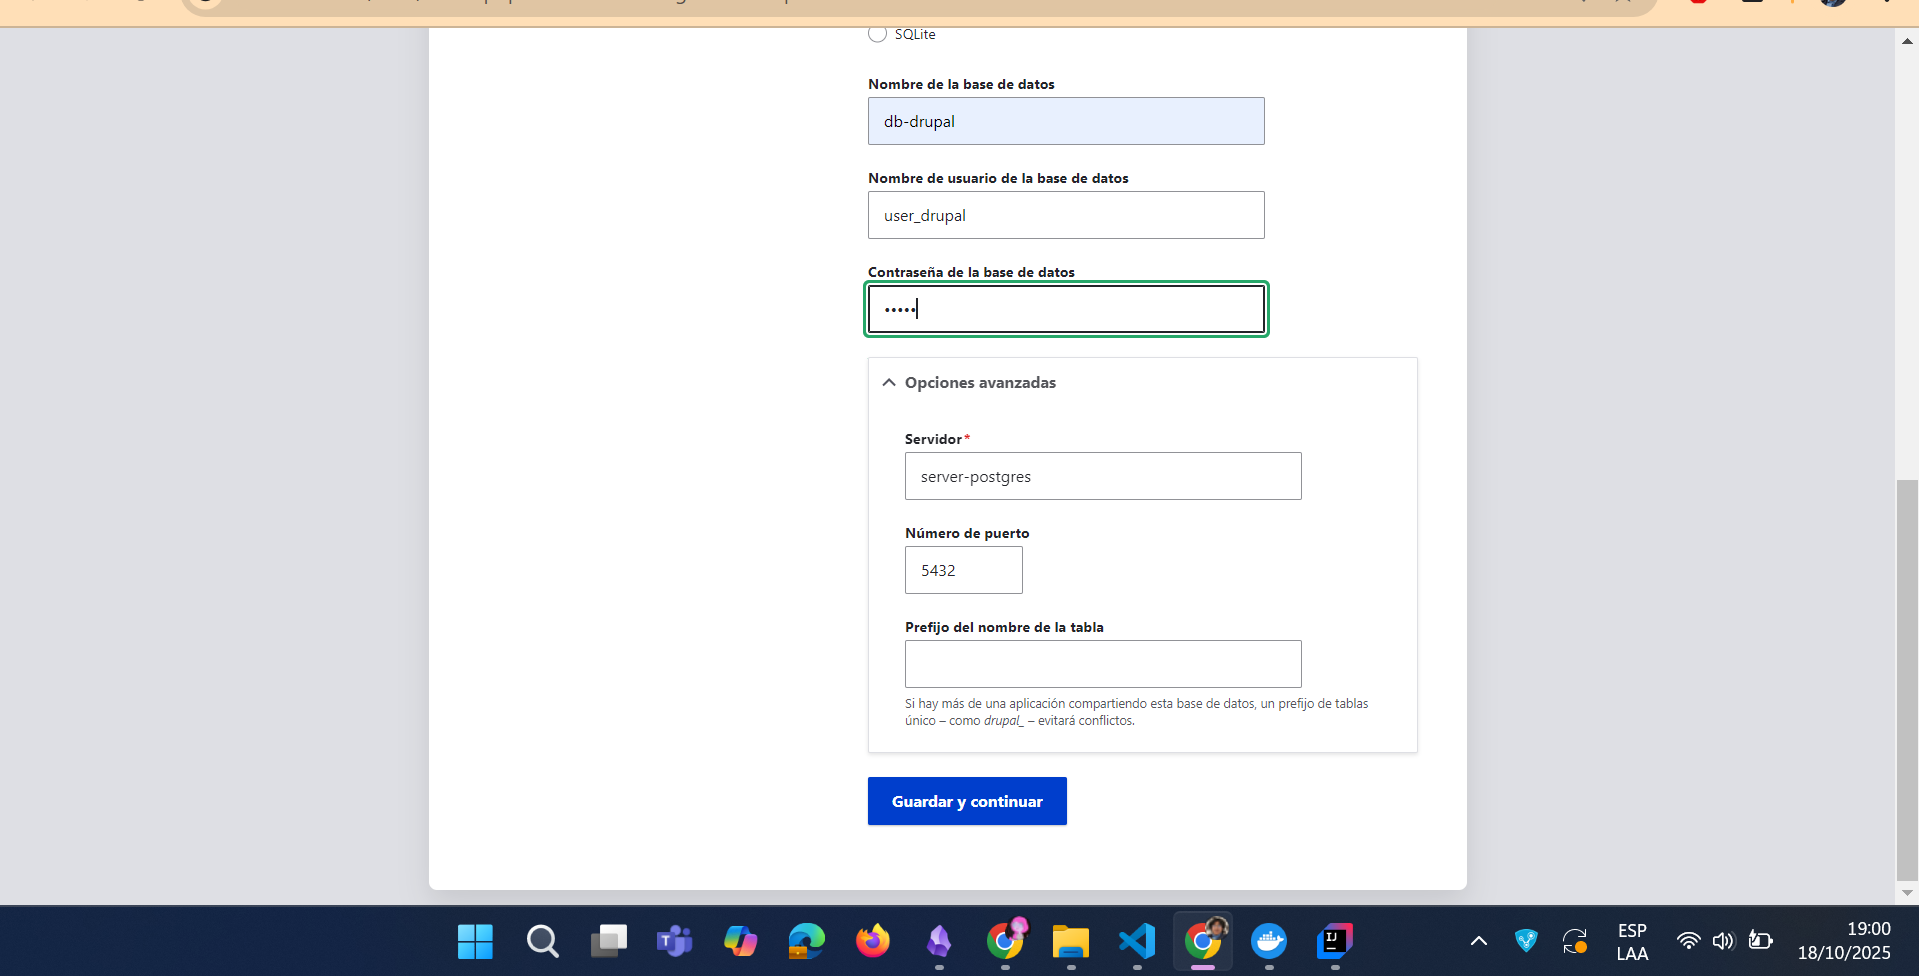 SQLite
Nombre de la base de datos
db-drupal
Nombre de usuario de la base de datos
user_drupal
Contraseña de la base de datos
•••••
Opciones avanzadas
Servidor*
server-postgres
Número de puerto
5432
Prefijo del nombre de la tabla
Si hay más de una aplicación compartiendo esta base de datos, un prefijo de tablas
único – como drupal_ – evitará conflictos.
Guardar y continuar
ESP
LAA
19:00
18/10/2025